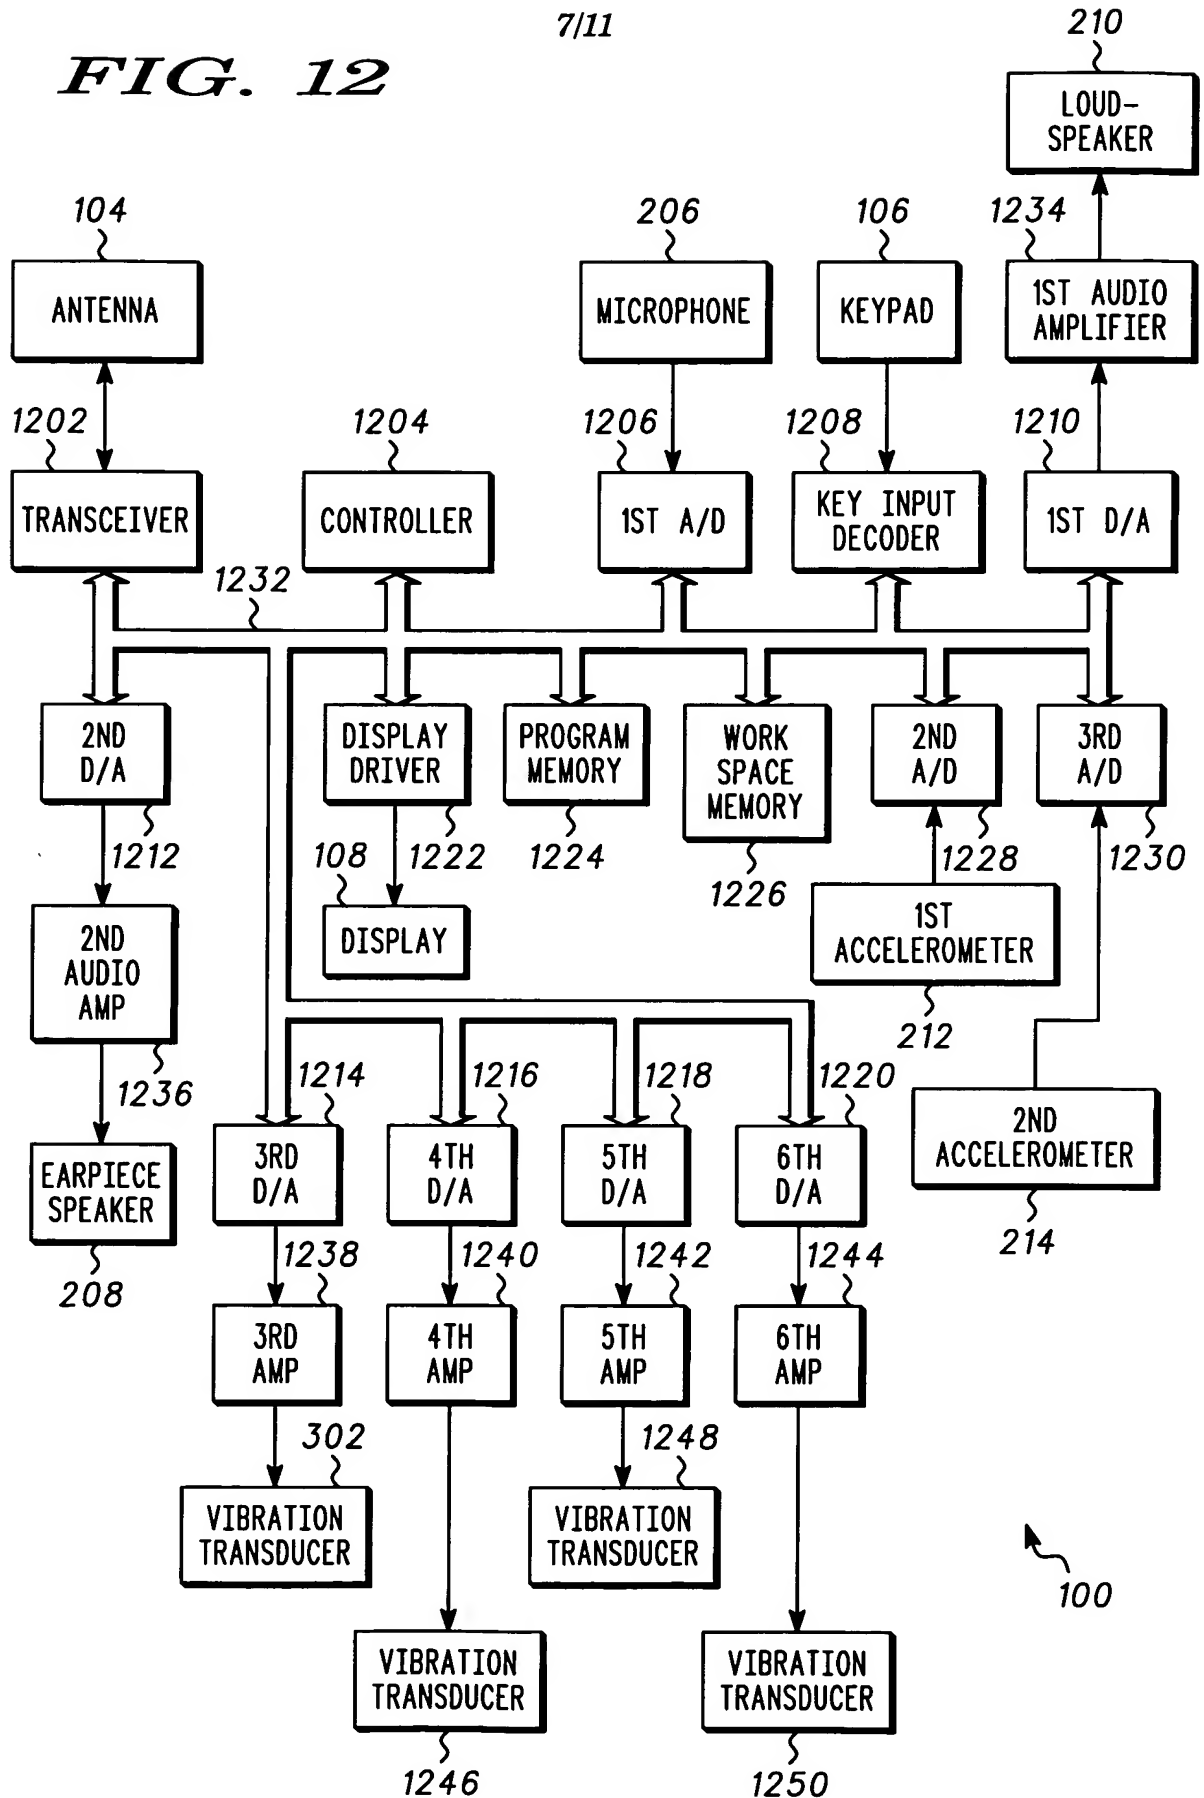 7/11
FIG. 12
210
LOUD-
SPEAKER
104
206
106
1234
ANTENNA
MICROPHONE
KEYPAD
1ST AUDIO
AMPLIFIER
1202
1204
1206
1208
1210
TRANSCEIVER
CONTROLLER
1ST A/D
KEY INPUT
DECODER
1ST D/A
1232
2ND
D/A
DISPLAY
DRIVER
PROGRAM
MEMORY
WORK
SPACE
MEMORY
2ND
A/D
3RD
A/D
1212
108
1222
1224
1226
1228
1230
2ND
AUDIO
AMP
DISPLAY
1ST
ACCELEROMETER
212
1236
1214
1216
1218
1220
EARPIECE
SPEAKER
3RD
D/A
4TH
D/A
5TH
D/A
6TH
D/A
2ND
ACCELEROMETER
208
1238
1240
1242
1244
214
3RD
AMP
4TH
AMP
5TH
AMP
6TH
AMP
302
1248
VIBRATION
TRANSDUCER
VIBRATION
TRANSDUCER
100
VIBRATION
TRANSDUCER
VIBRATION
TRANSDUCER
1246
1250